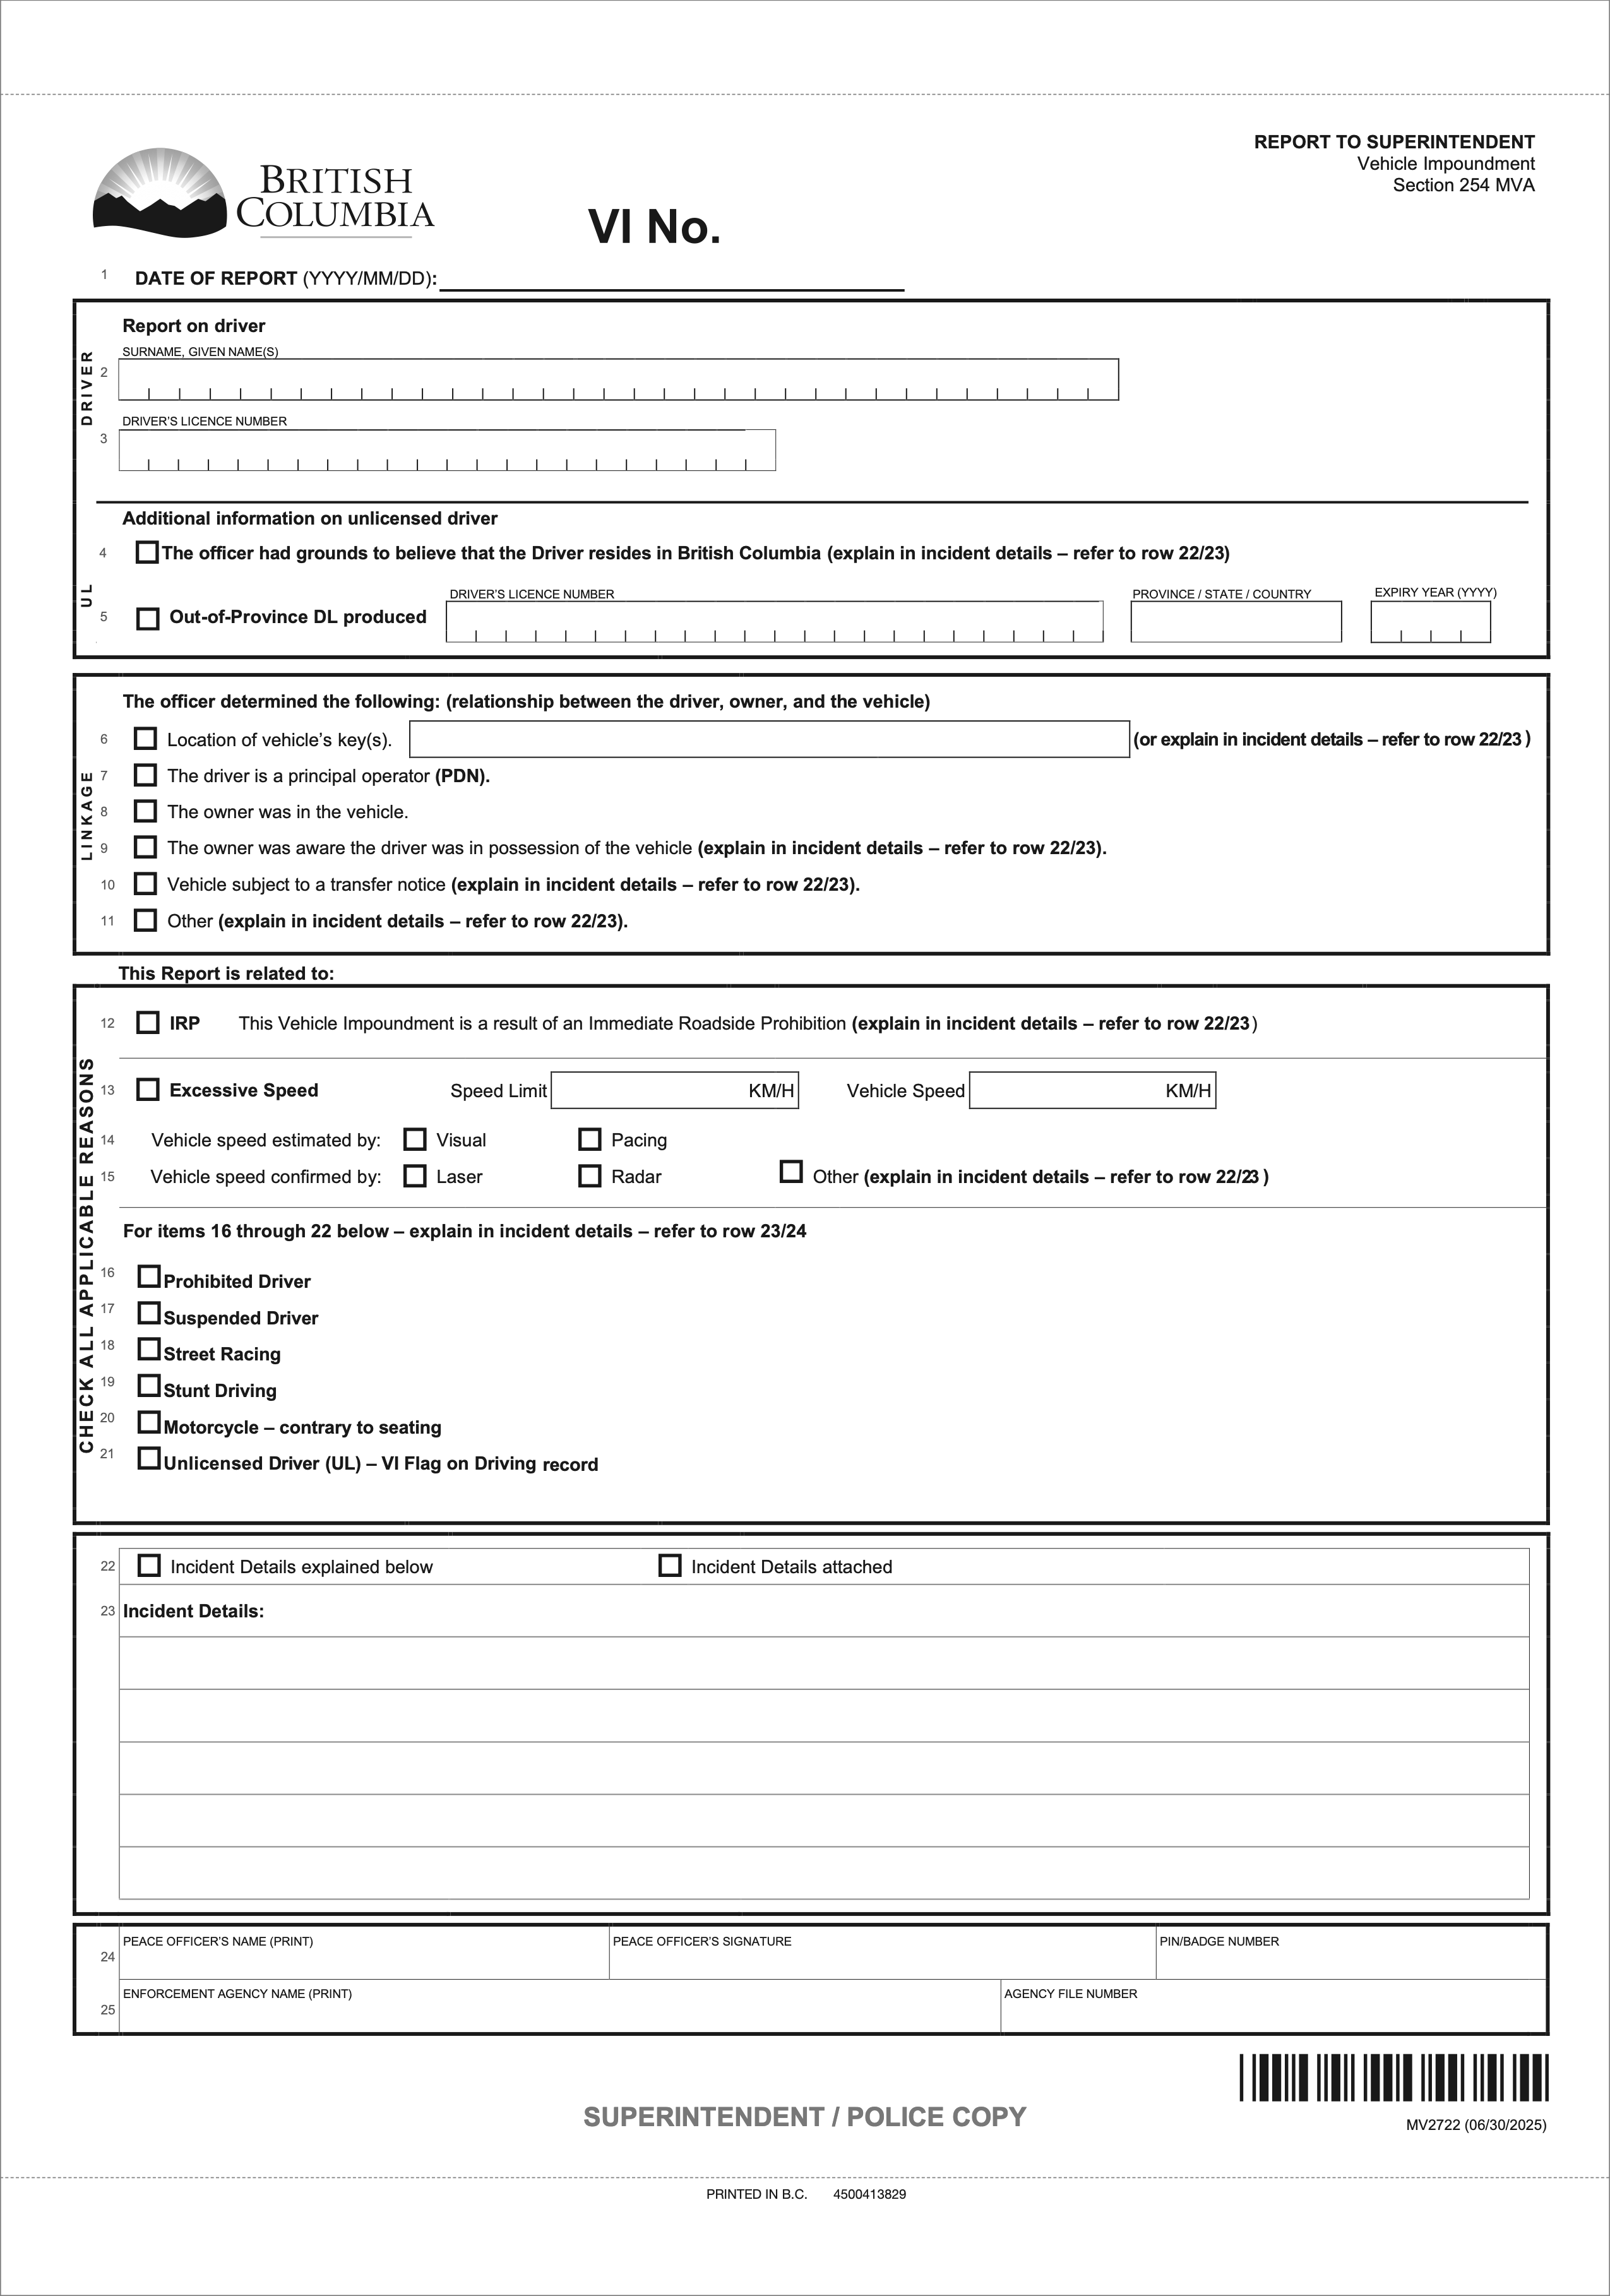 REPORT TO SUPERINTENDENT
Vehicle Impoundment
Section 254 MVA
BRITISH
COLUMBIA
VI No.
1 DATE OF REPORT (YYYY/MM/DD):
DRIVER
Report on driver
SURNAME, GIVEN NAME(S)
2
DRIVER'S LICENCE NUMBER
3
UL
Additional information on unlicensed driver
4 The officer had grounds to believe that the Driver resides in British Columbia (explain in incident details – refer to row 22/23)
DRIVER'S LICENCE NUMBER PROVINCE / STATE / COUNTRY EXPIRY YEAR (YYYY)
5 Out-of-Province DL produced
LINKAGE
The officer determined the following: (relationship between the driver, owner, and the vehicle)
6 Location of vehicle's key(s). (or explain in incident details – refer to row 22/23 )
7 The driver is a principal operator (PDN).
8 The owner was in the vehicle.
9 The owner was aware the driver was in possession of the vehicle (explain in incident details – refer to row 22/23).
10 Vehicle subject to a transfer notice (explain in incident details – refer to row 22/23).
11 Other (explain in incident details – refer to row 22/23).
This Report is related to:
CHECK ALL APPLICABLE REASONS
12 IRP This Vehicle Impoundment is a result of an Immediate Roadside Prohibition (explain in incident details – refer to row 22/23)
13 Excessive Speed Speed Limit KM/H Vehicle Speed KM/H
14 Vehicle speed estimated by: Visual Pacing
15 Vehicle speed confirmed by: Laser Radar Other (explain in incident details – refer to row 22/23 )
For items 16 through 22 below – explain in incident details – refer to row 23/24
16 Prohibited Driver
17 Suspended Driver
18 Street Racing
19 Stunt Driving
20 Motorcycle – contrary to seating
21 Unlicensed Driver (UL) – VI Flag on Driving record
22 Incident Details explained below Incident Details attached
23 Incident Details:
24 PEACE OFFICER'S NAME (PRINT) PEACE OFFICER'S SIGNATURE PIN/BADGE NUMBER
25 ENFORCEMENT AGENCY NAME (PRINT) AGENCY FILE NUMBER
SUPERINTENDENT / POLICE COPY
MV2722 (06/30/2025)
PRINTED IN B.C. 4500413829